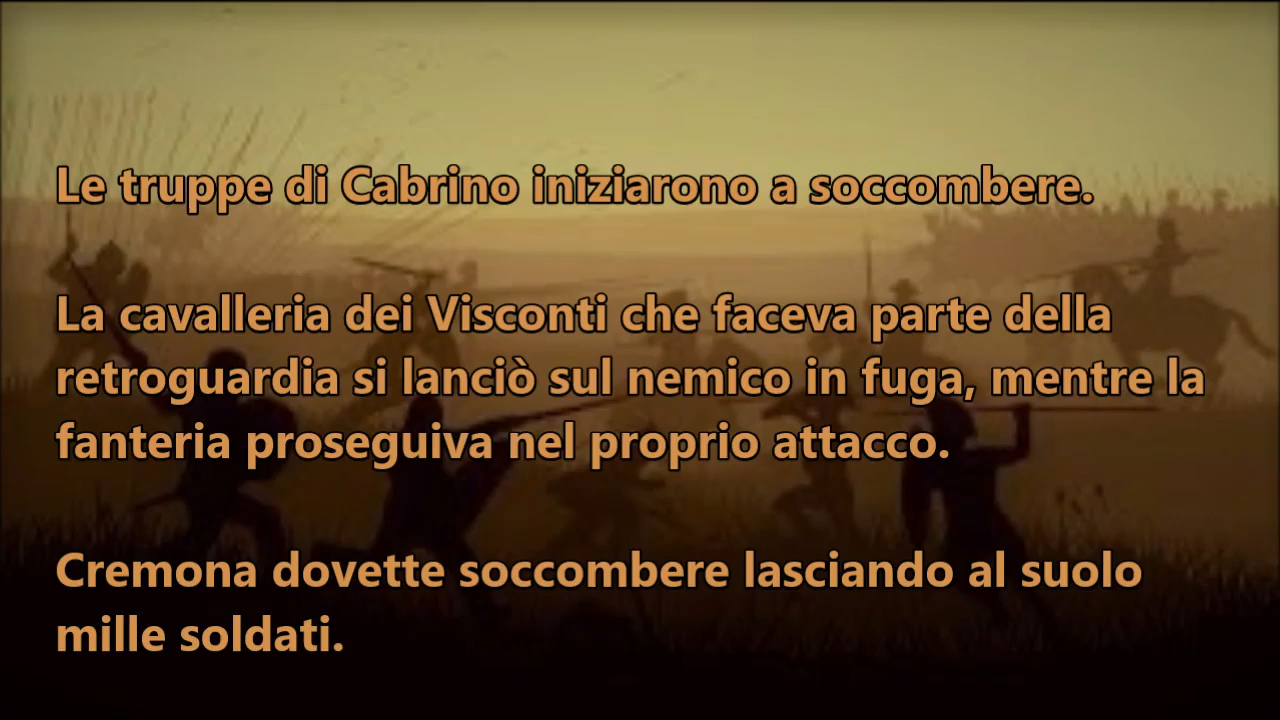 Le truppe di Cabrino iniziarono a soccombere.
La cavalleria dei Visconti che faceva parte della
retroguardia si lanciò sul nemico in fuga, mentre la
fanteria proseguiva nel proprio attacco.
Cremona dovette soccombere lasciando al suolo
mille soldati.